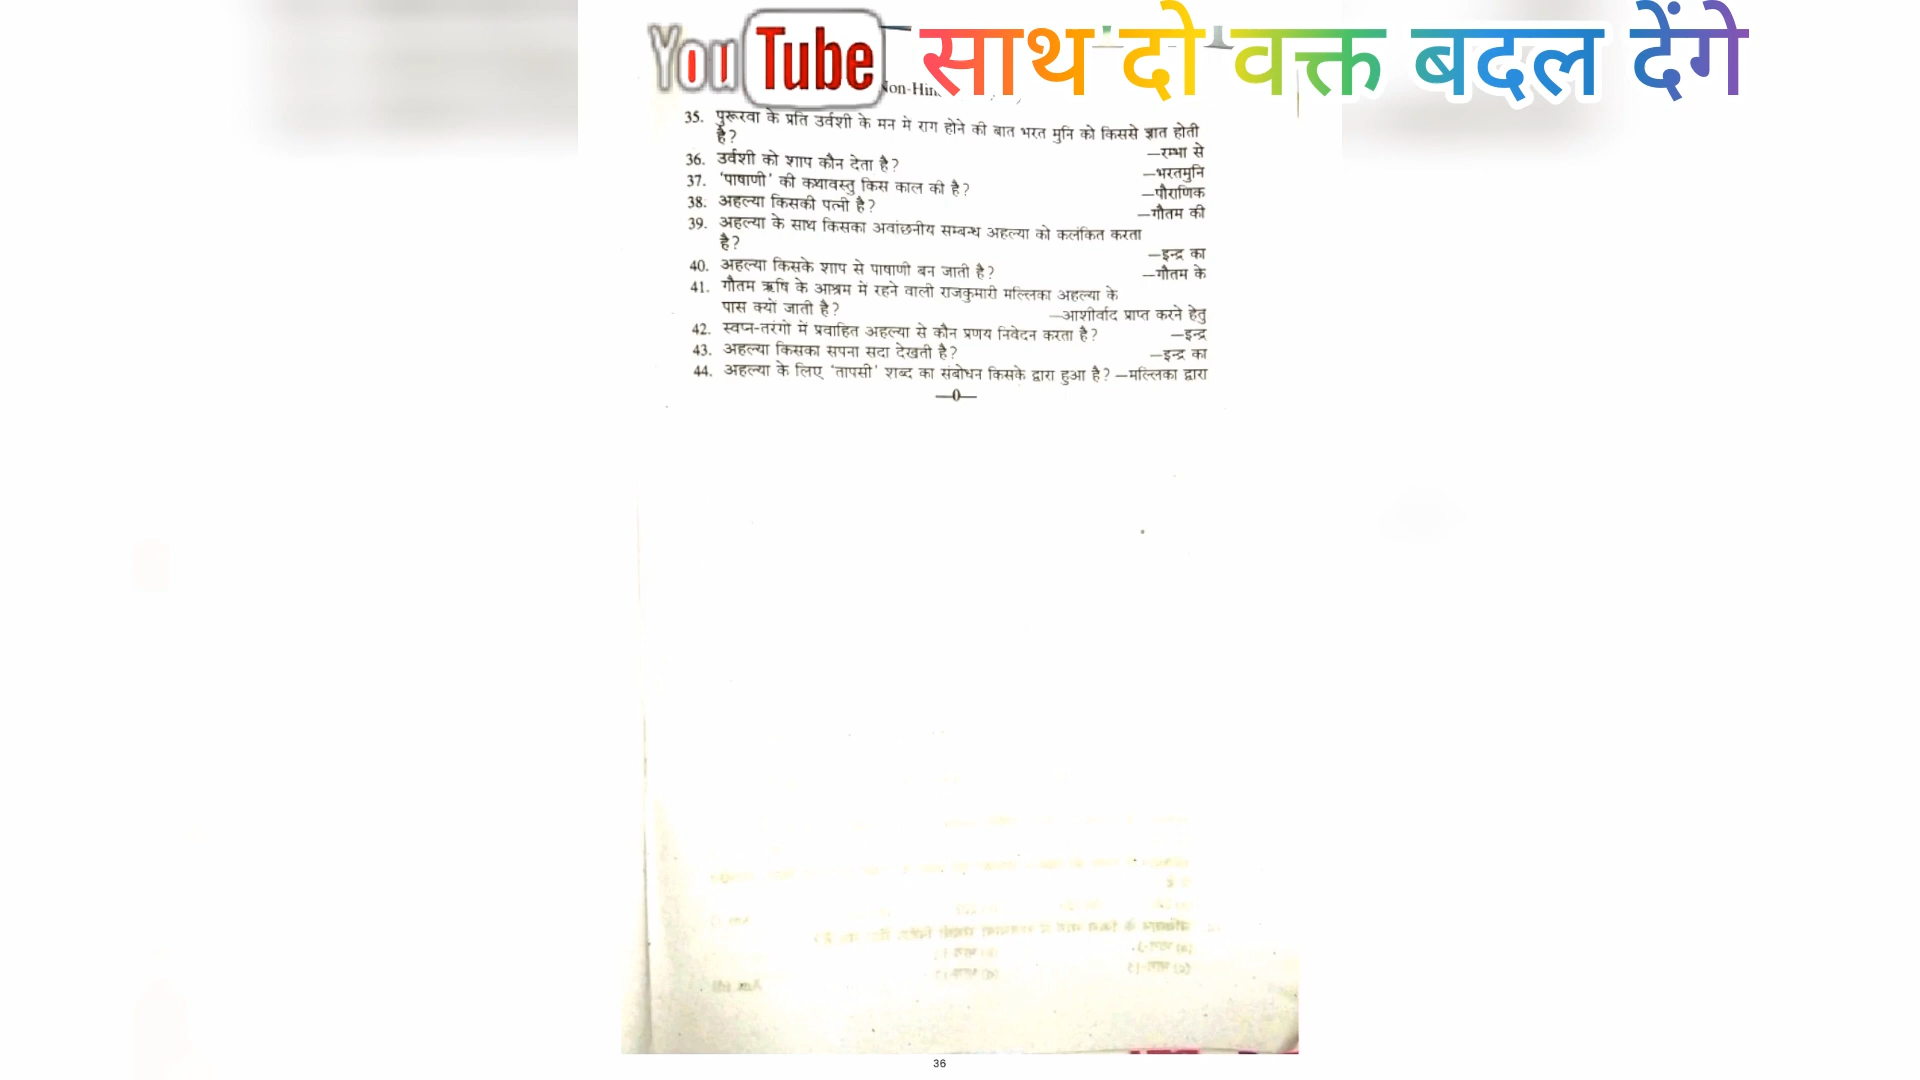 You Tube साथ दो वक्त बदल देंगे
35. पुरूरवा के प्रति उर्वशी के मन में राग होने की बात भरत मुनि को किससे ज्ञात होती
है? —रम्भा से
36. उर्वशी को शाप कौन देता है? —भरतमुनि
37. 'पाषाणी' की कथावस्तु किस काल की है? —पौराणिक
38. अहल्या किसकी पत्नी है? —गौतम की
39. अहल्या के साथ किसका अवांछनीय सम्बन्ध अहल्या को कलंकित करता
है? —इन्द्र का
40. अहल्या किसके शाप से पाषाणी बन जाती है? —गौतम के
41. गौतम ऋषि के आश्रम में रहने वाली राजकुमारी मल्लिका अहल्या के
पास क्यों जाती है? —आशीर्वाद प्राप्त करने हेतु
42. स्वप्न-तरंगो में प्रवाहित अहल्या से कौन प्रणय निवेदन करता है? —इन्द्र
43. अहल्या किसका सपना सदा देखती है? —इन्द्र का
44. अहल्या के लिए 'तापसी' शब्द का संबोधन किसके द्वारा हुआ है? —मल्लिका द्वारा
—0—
36